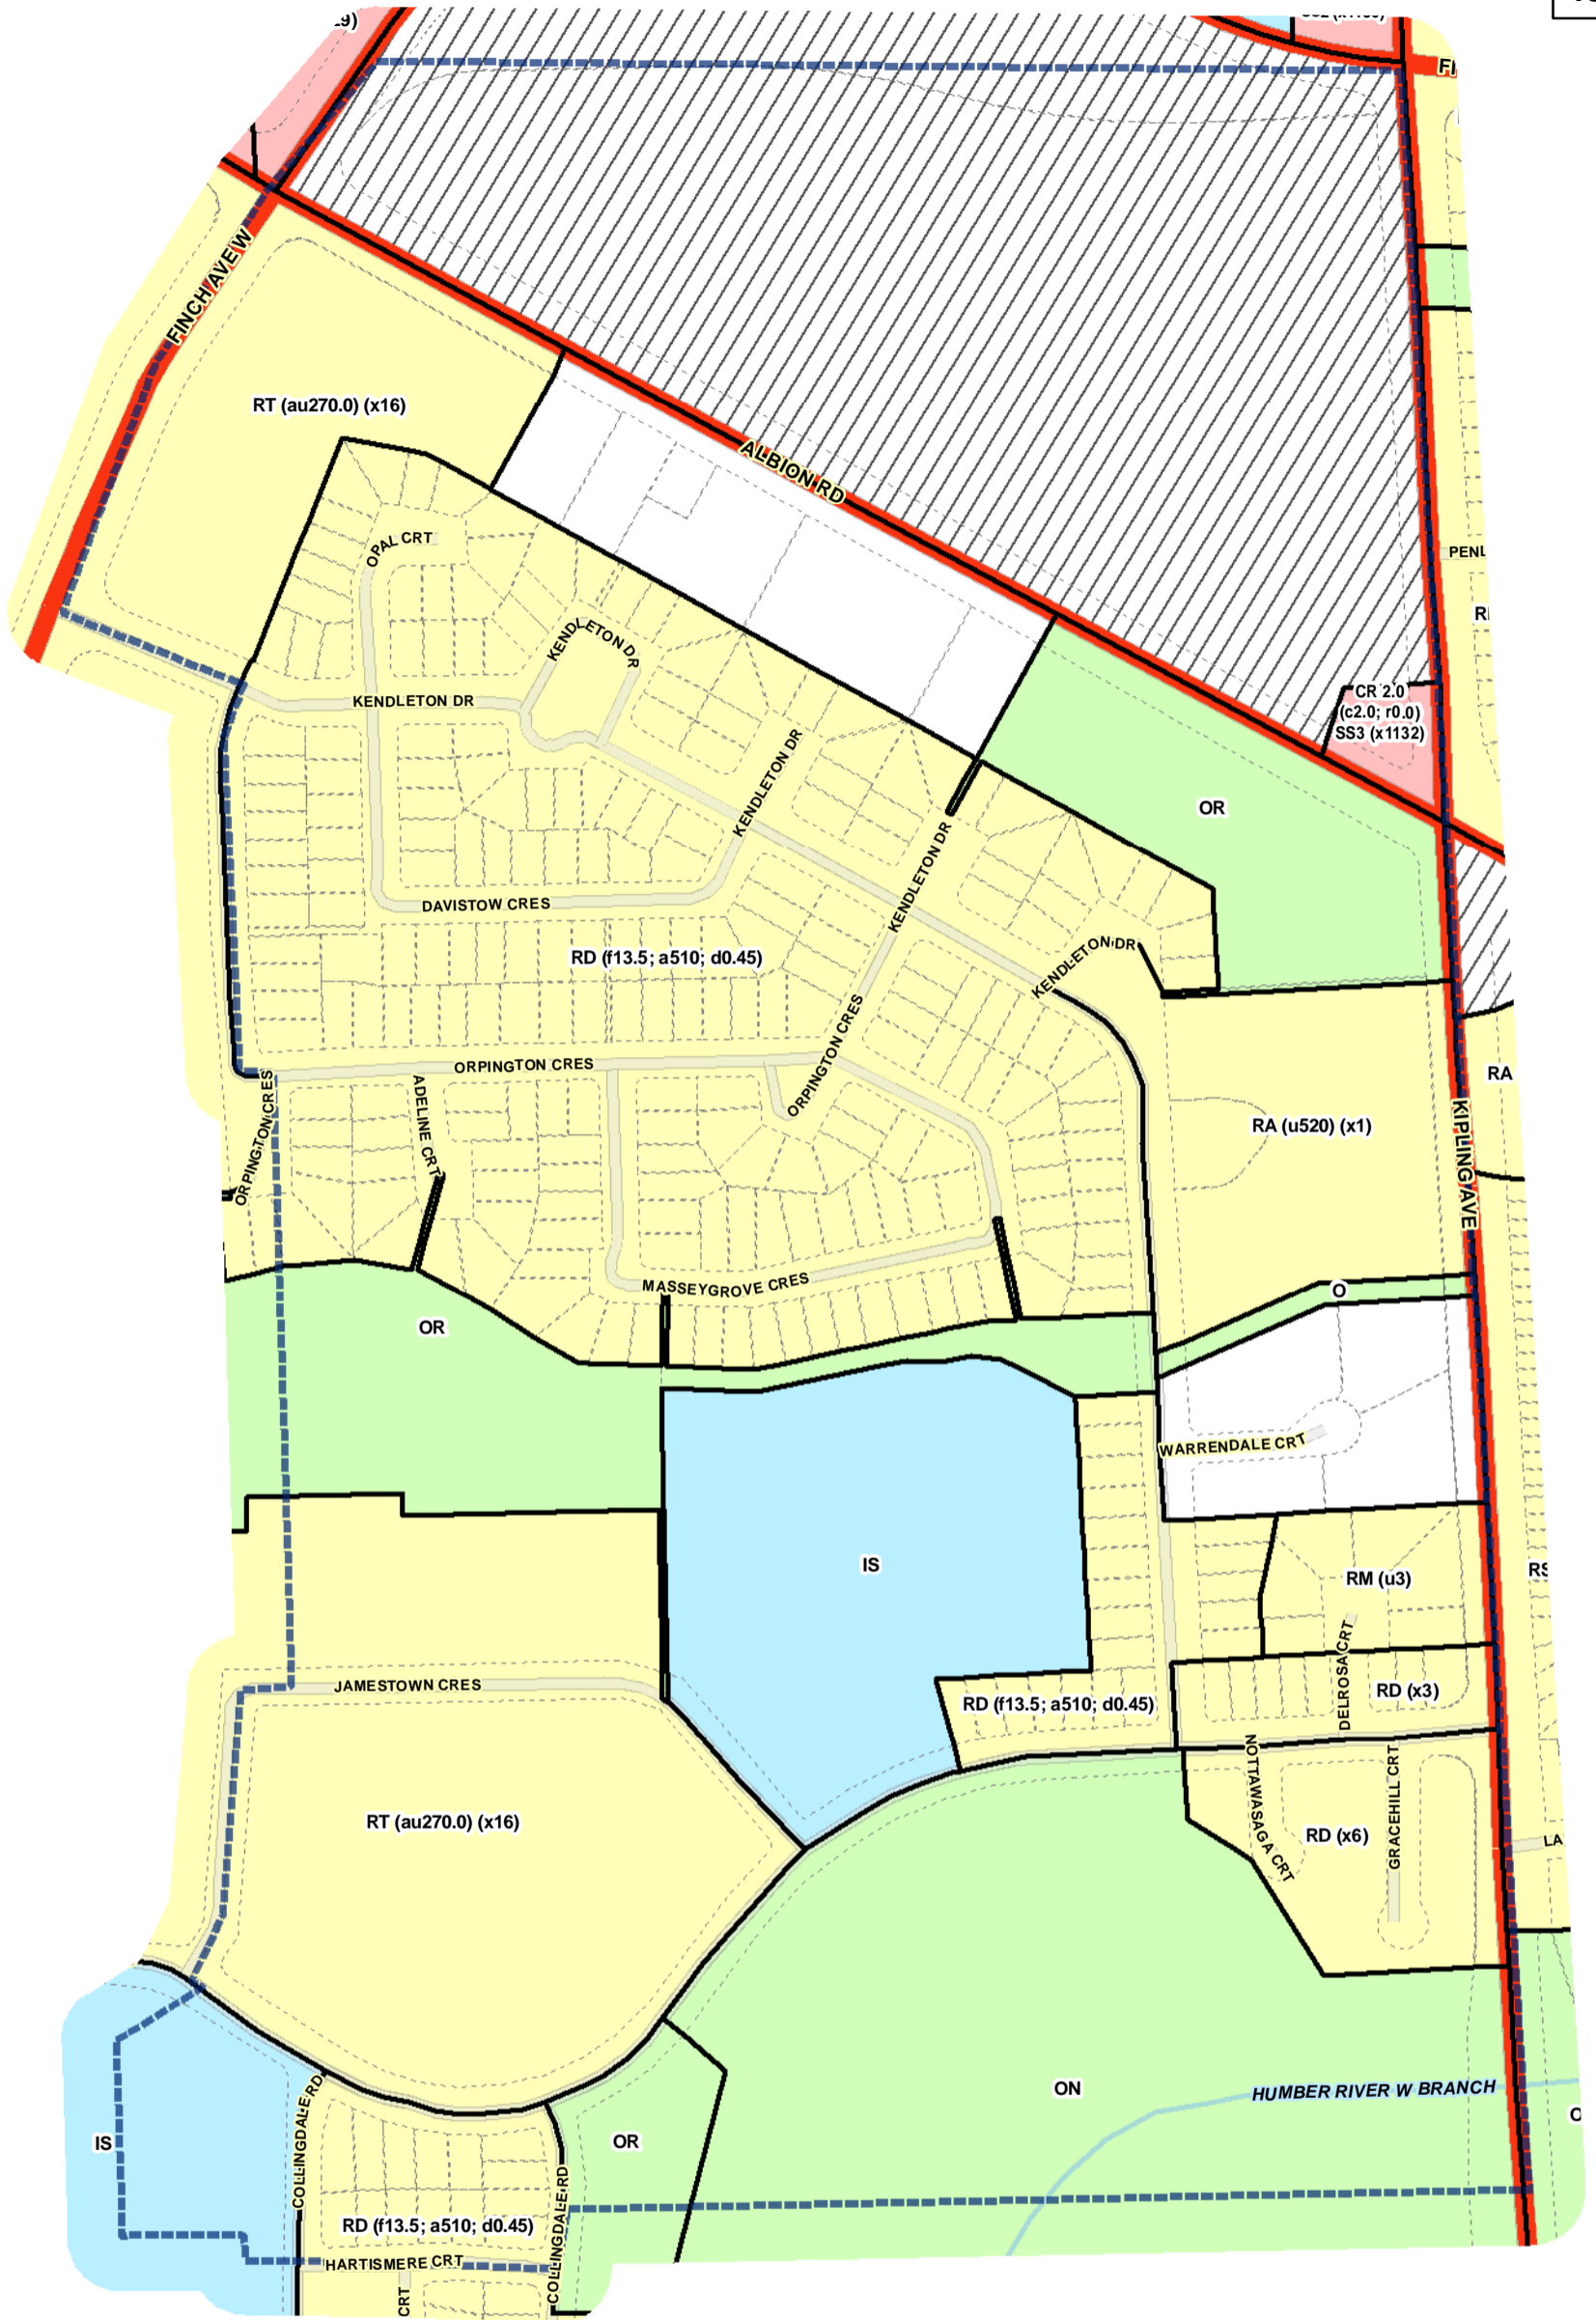 FINCH AVE W
RT (au270.0) (x16)
ALBION RD
OPAL CRT
KENDLETON DR
KENDLETON DR
CR 2.0
(c2.0; r0.0)
SS3 (x1132)
KENDLETON DR
OR
KENDLETON DR
DAVISTOW CRES
RD (f13.5; a510; d0.45)
KENDLETON DR
ORPINGTON CRES
ORPINGTON CRES
ORPINGTON CRES
ADELINE CRT
RA
RA (u520) (x1)
KIPLING AVE
MASSEYGROVE CRES
O
OR
WARRENDALE CRT
IS
RM (u3)
DELROSA CRT
JAMESTOWN CRES
RD (f13.5; a510; d0.45)
RD (x3)
NOTTAWASAGA CRT
GRACEHILL CRT
RT (au270.0) (x16)
RD (x6)
ON
HUMBER RIVER W BRANCH
IS
COLLINGDALE RD
OR
COLLINGDALE RD
RD (f13.5; a510; d0.45)
HARTISMERE CRT
CRT